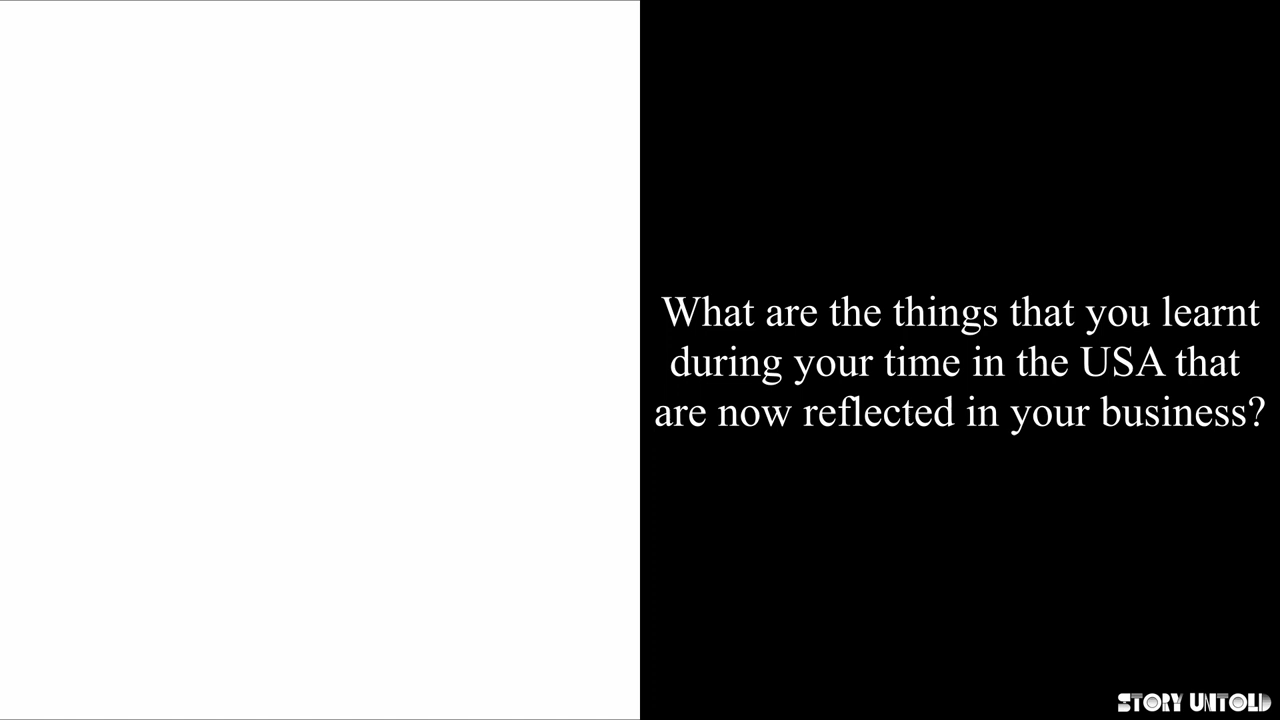 What are the things that you learnt
during your time in the USA that
are now reflected in your business?
STORY UNTOLD